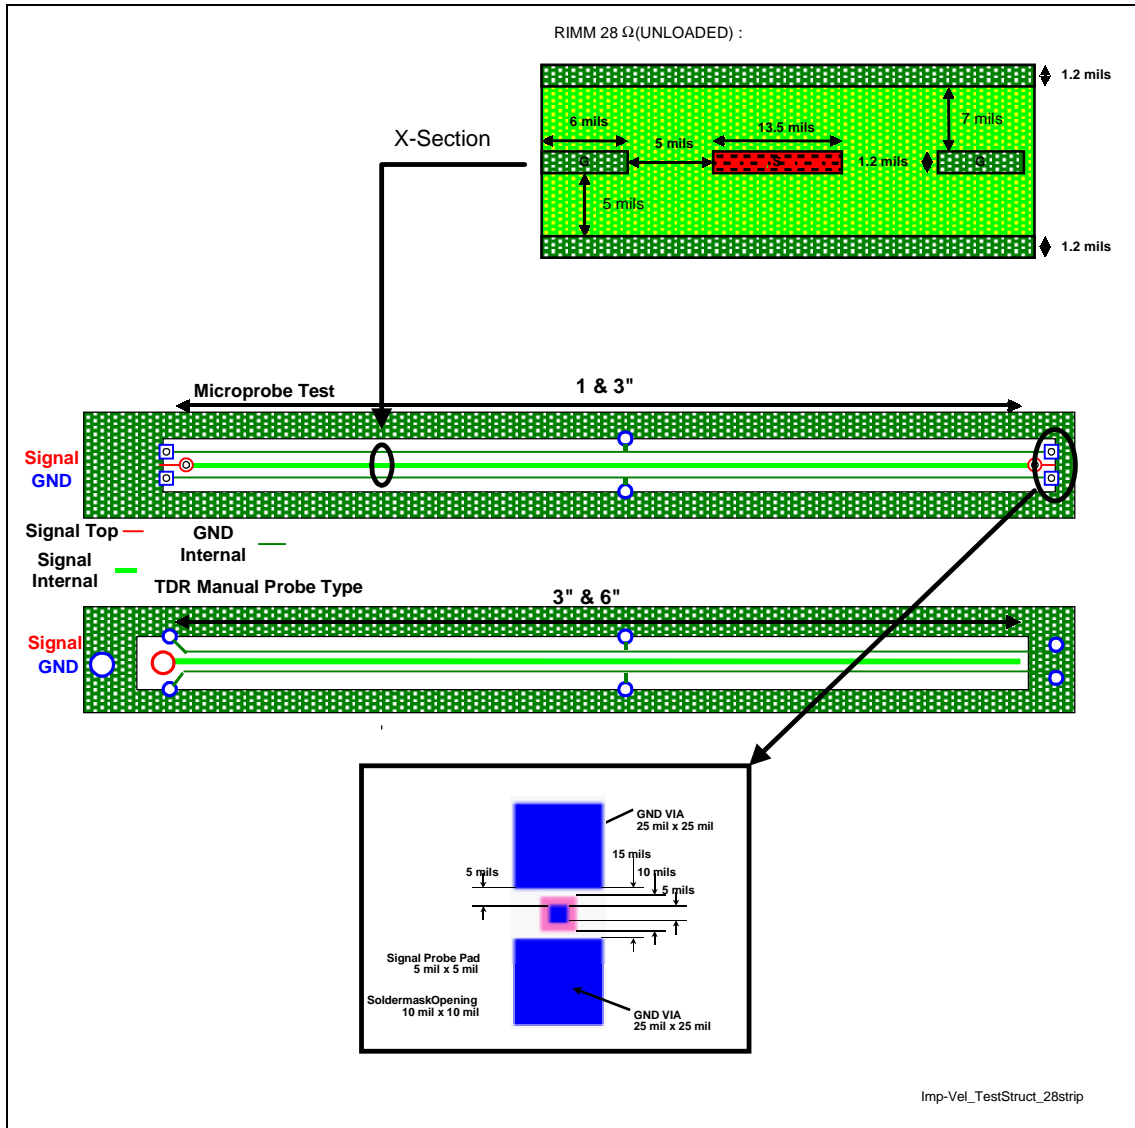 RIMM 28 Ω(UNLOADED) :
1.2 mils
6 mils
13.5 mils
7 mils
X-Section
5 mils
1.2 mils
G
S
G
5 mils
1.2 mils
Microprobe Test
1 & 3"
Signal
GND
Signal Top
GND
Internal
Signal
Internal
TDR Manual Probe Type
3" & 6"
Signal
GND
GND VIA
25 mil x 25 mil
15 mils
5 mils
10 mils
5 mils
Signal Probe Pad
5 mil x 5 mil
SoldermaskOpening
10 mil x 10 mil
GND VIA
25 mil x 25 mil
Imp-Vel_TestStruct_28strip